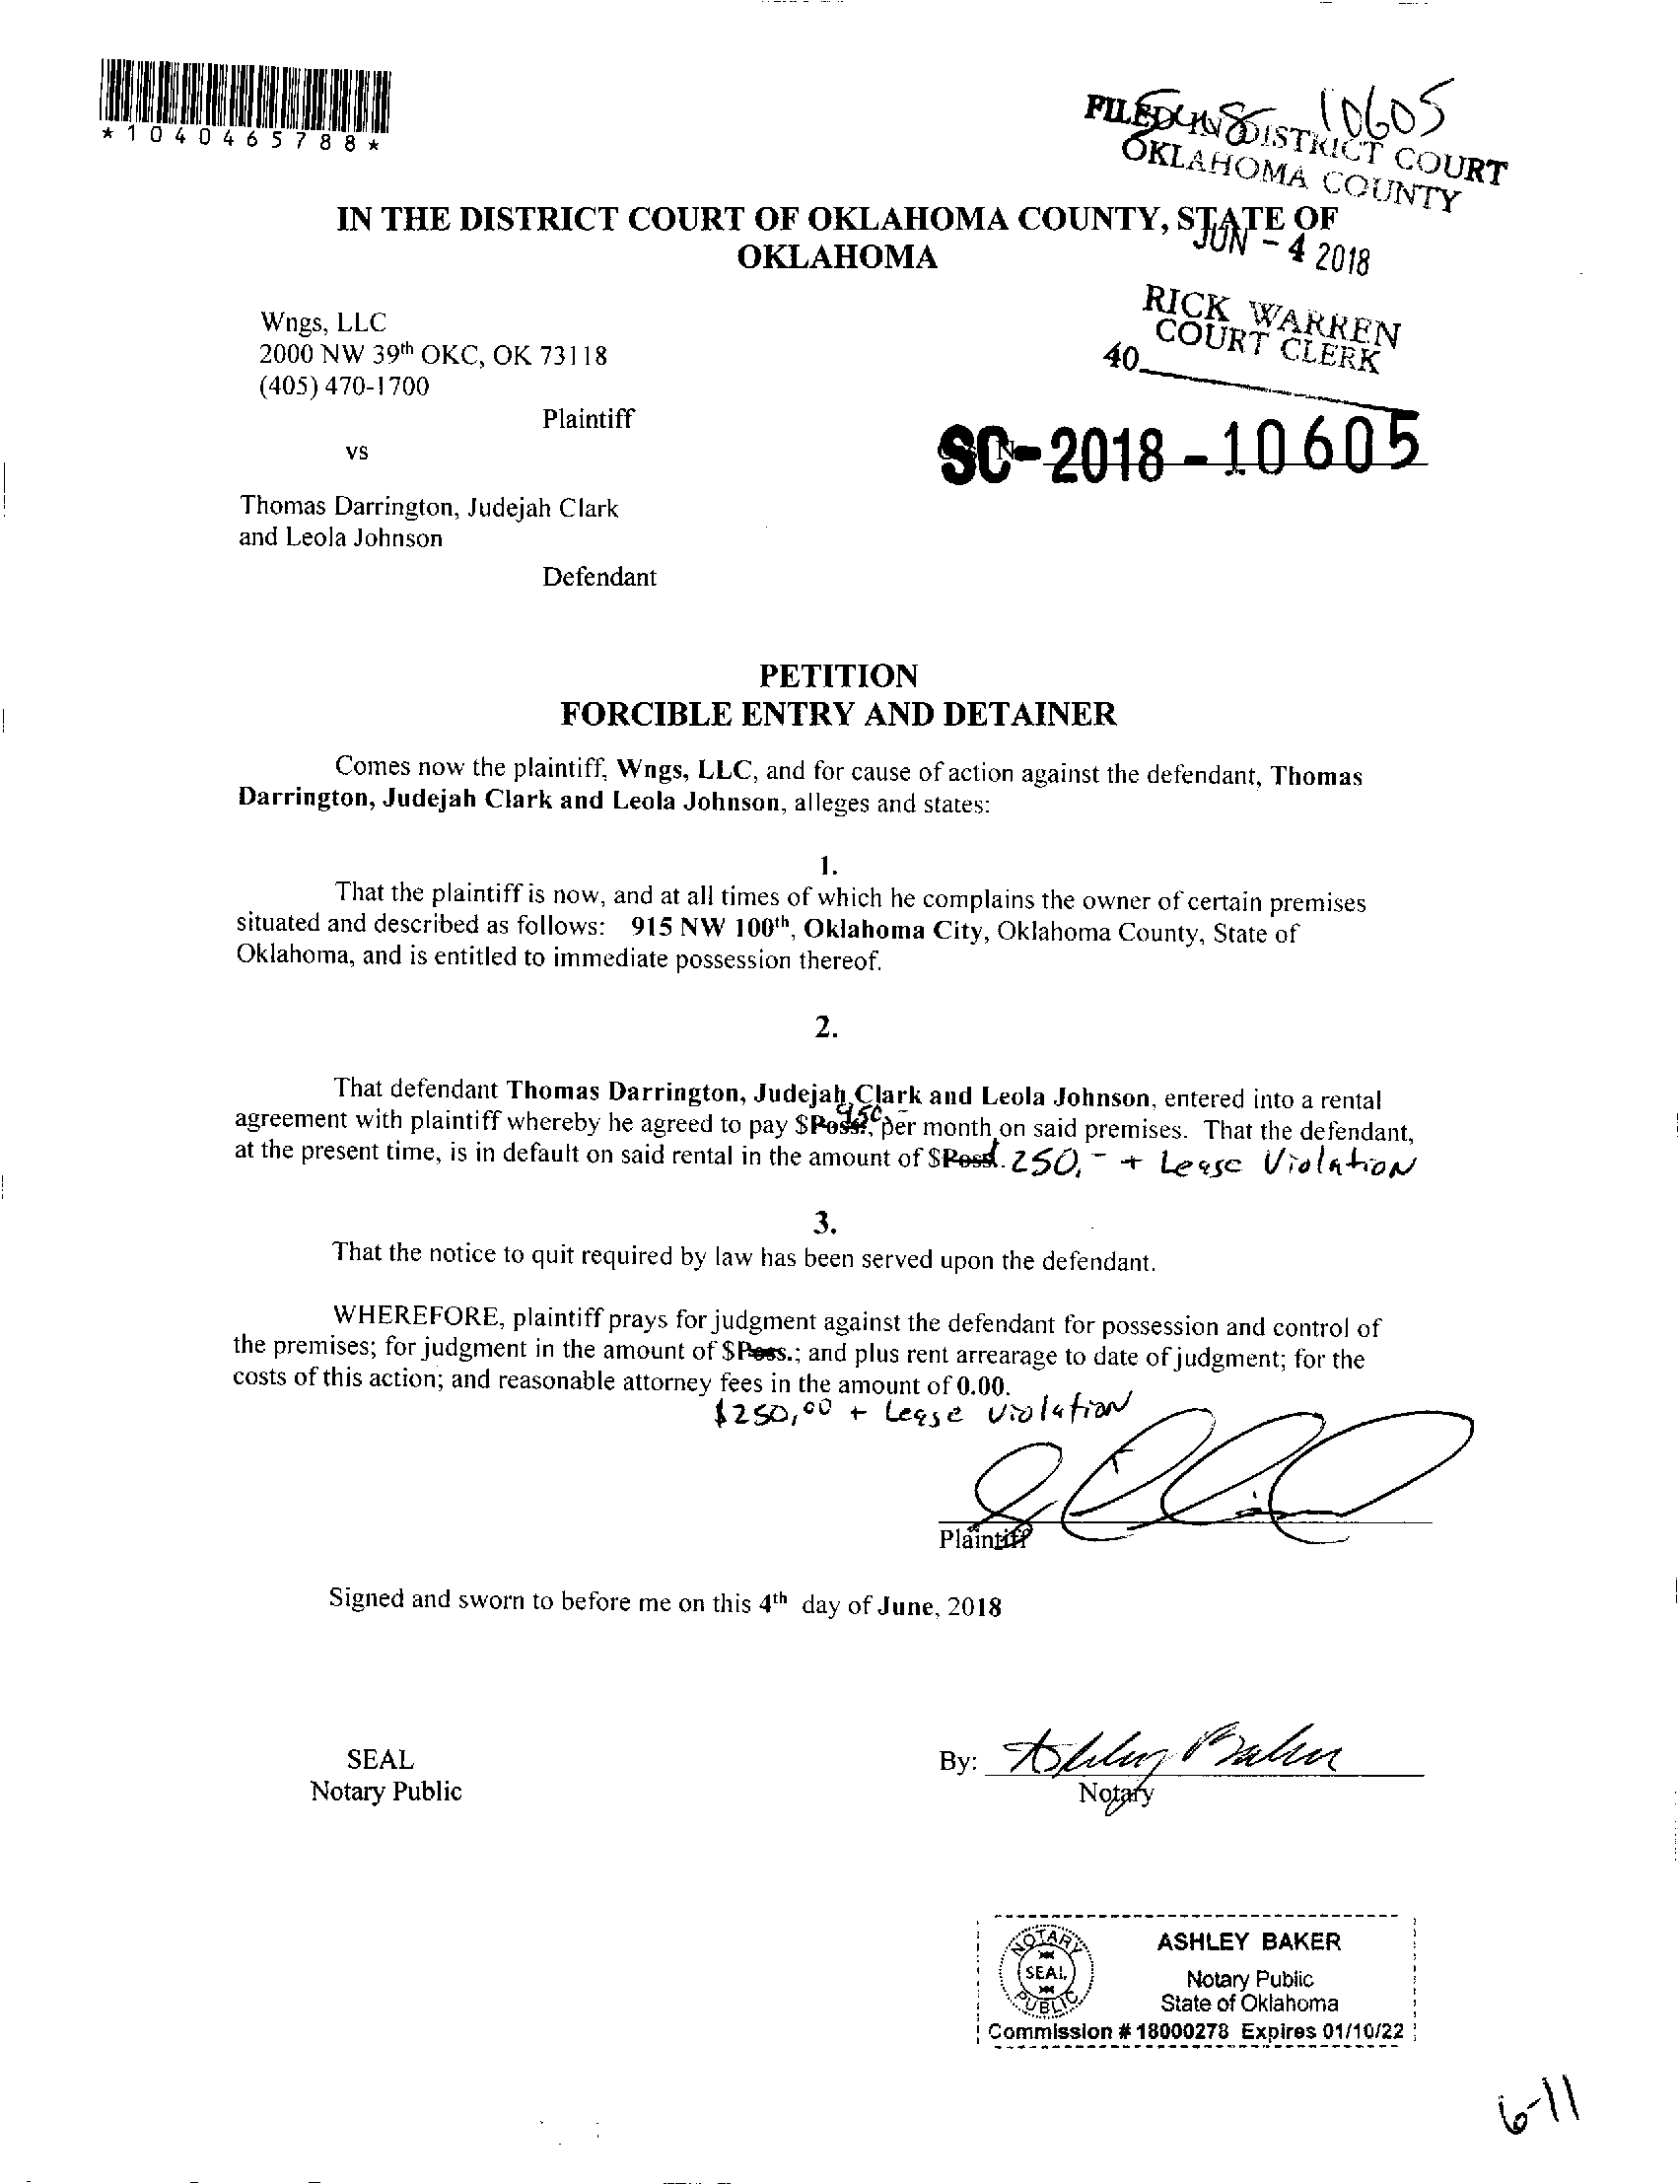 *1040465788*
10605
FILED IN DISTRICT COURT
OKLAHOMA COUNTY
IN THE DISTRICT COURT OF OKLAHOMA COUNTY, STATE OF
OKLAHOMA
JUN - 4 2018
RICK WARREN
COURT CLERK
40
Wngs, LLC
2000 NW 39th OKC, OK 73118
(405) 470-1700
Plaintiff
vs
SC-2018-10605
Thomas Darrington, Judejah Clark
and Leola Johnson
Defendant
PETITION
FORCIBLE ENTRY AND DETAINER
Comes now the plaintiff, Wngs, LLC, and for cause of action against the defendant, Thomas
Darrington, Judejah Clark and Leola Johnson, alleges and states:
1.
That the plaintiff is now, and at all times of which he complains the owner of certain premises
situated and described as follows: 915 NW 100th, Oklahoma City, Oklahoma County, State of
Oklahoma, and is entitled to immediate possession thereof.
2.
That defendant Thomas Darrington, Judejah Clark and Leola Johnson, entered into a rental
agreement with plaintiff whereby he agreed to pay $Poss. 950,- per month on said premises. That the defendant,
at the present time, is in default on said rental in the amount of $Poss. 250,- + Lease Violation
3.
That the notice to quit required by law has been served upon the defendant.
WHEREFORE, plaintiff prays for judgment against the defendant for possession and control of
the premises; for judgment in the amount of $Poss.; and plus rent arrearage to date of judgment; for the
costs of this action; and reasonable attorney fees in the amount of 0.00.
$250,00 + Lease violation
Plaintiff
Signed and sworn to before me on this 4th day of June, 2018
SEAL
Notary Public
By: Ashley Baker
Notary
NOTARY
SEAL
PUBLIC
ASHLEY BAKER
Notary Public
State of Oklahoma
Commission # 18000278 Expires 01/10/22
6-11